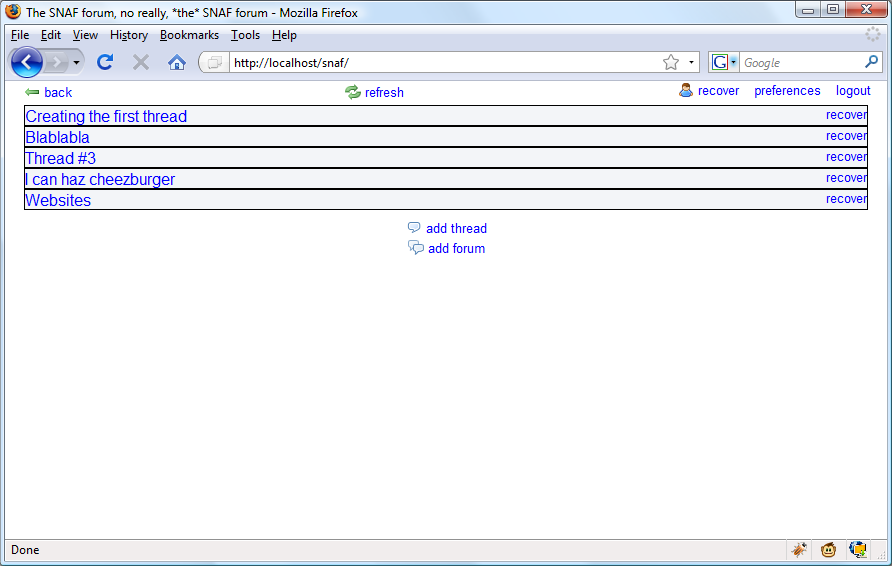 The SNAF forum, no really, *the* SNAF forum - Mozilla Firefox
File Edit View History Bookmarks Tools Help
http://localhost/snaf/ G Google
back refresh recover preferences logout
Creating the first thread recover
Blablabla recover
Thread #3 recover
I can haz cheezburger recover
Websites recover
add thread
add forum
Done